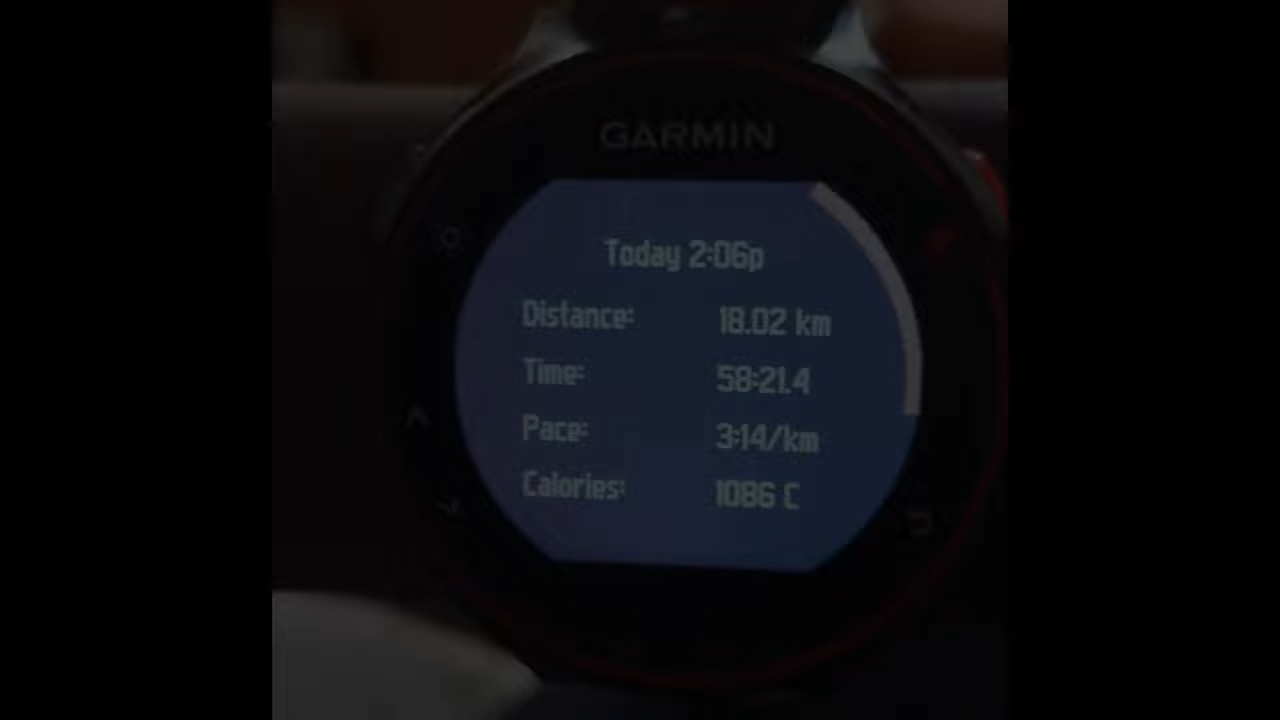 GARMIN
Today 2:06p
Distance: 18.02 km
Time: 58:21.4
Pace: 3:14/km
Calories: 1086 C